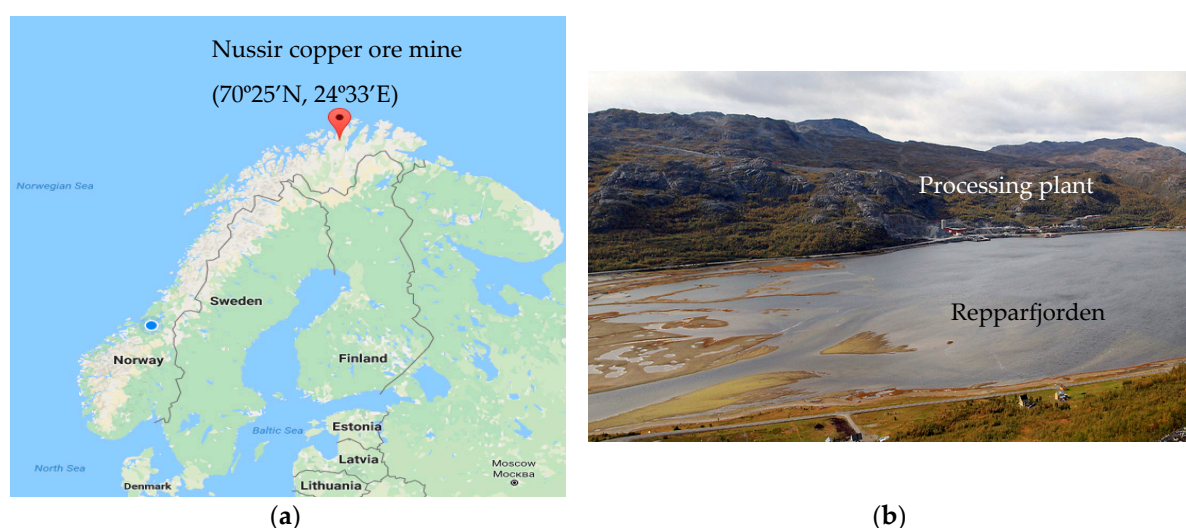 Nussir copper ore mine
(70º25’N, 24º33’E)
Norwegian Sea
Sweden
Norway
Finland
Baltic Sea
Estonia
Latvia
Lithuania
North Sea
Denmark
Moscow
Москва
(a)
Processing plant
Repparfjorden
(b)